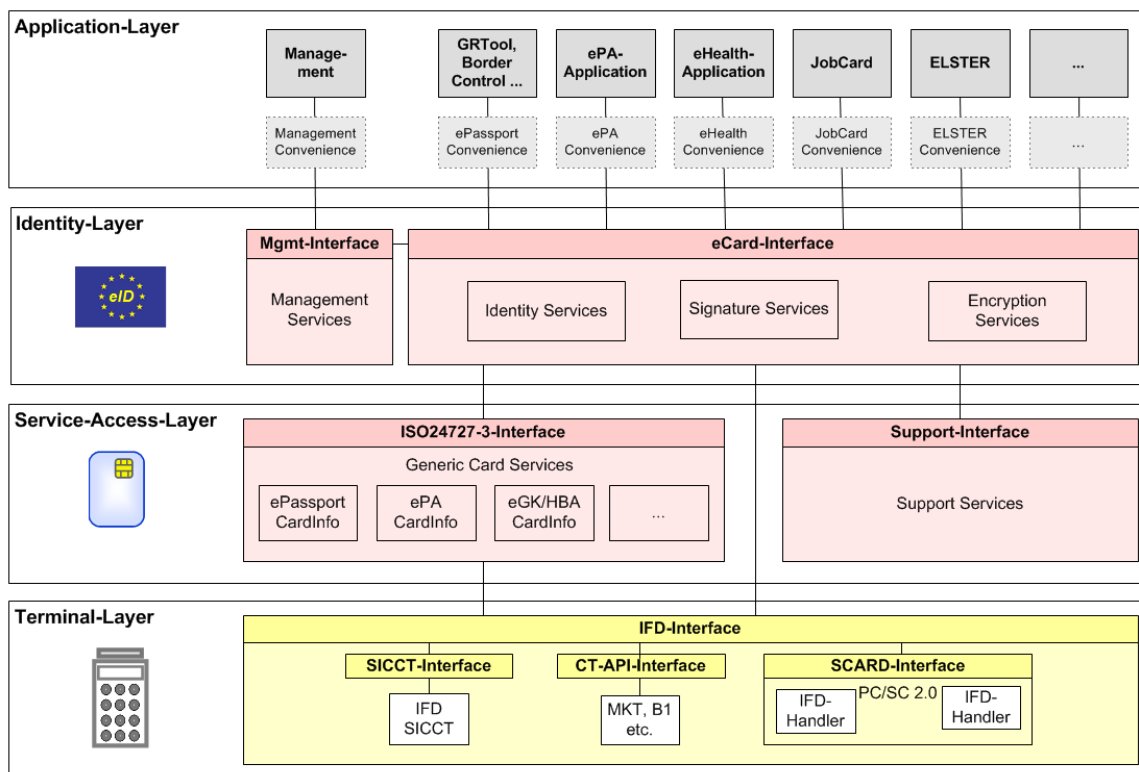 Application-Layer
Manage-
ment
GRTool,
Border
Control ...
ePA-
Application
eHealth-
Application
JobCard
ELSTER
...
Management
Convenience
ePassport
Convenience
ePA
Convenience
eHealth
Convenience
JobCard
Convenience
ELSTER
Convenience
...
Identity-Layer
eID
Mgmt-Interface
Management
Services
eCard-Interface
Identity Services
Signature Services
Encryption
Services
Service-Access-Layer
ISO24727-3-Interface
Generic Card Services
ePassport
CardInfo
ePA
CardInfo
eGK/HBA
CardInfo
...
Support-Interface
Support Services
Terminal-Layer
IFD-Interface
SICCT-Interface
IFD
SICCT
CT-API-Interface
MKT, B1
etc.
SCARD-Interface
PC/SC 2.0
IFD-
Handler
IFD-
Handler